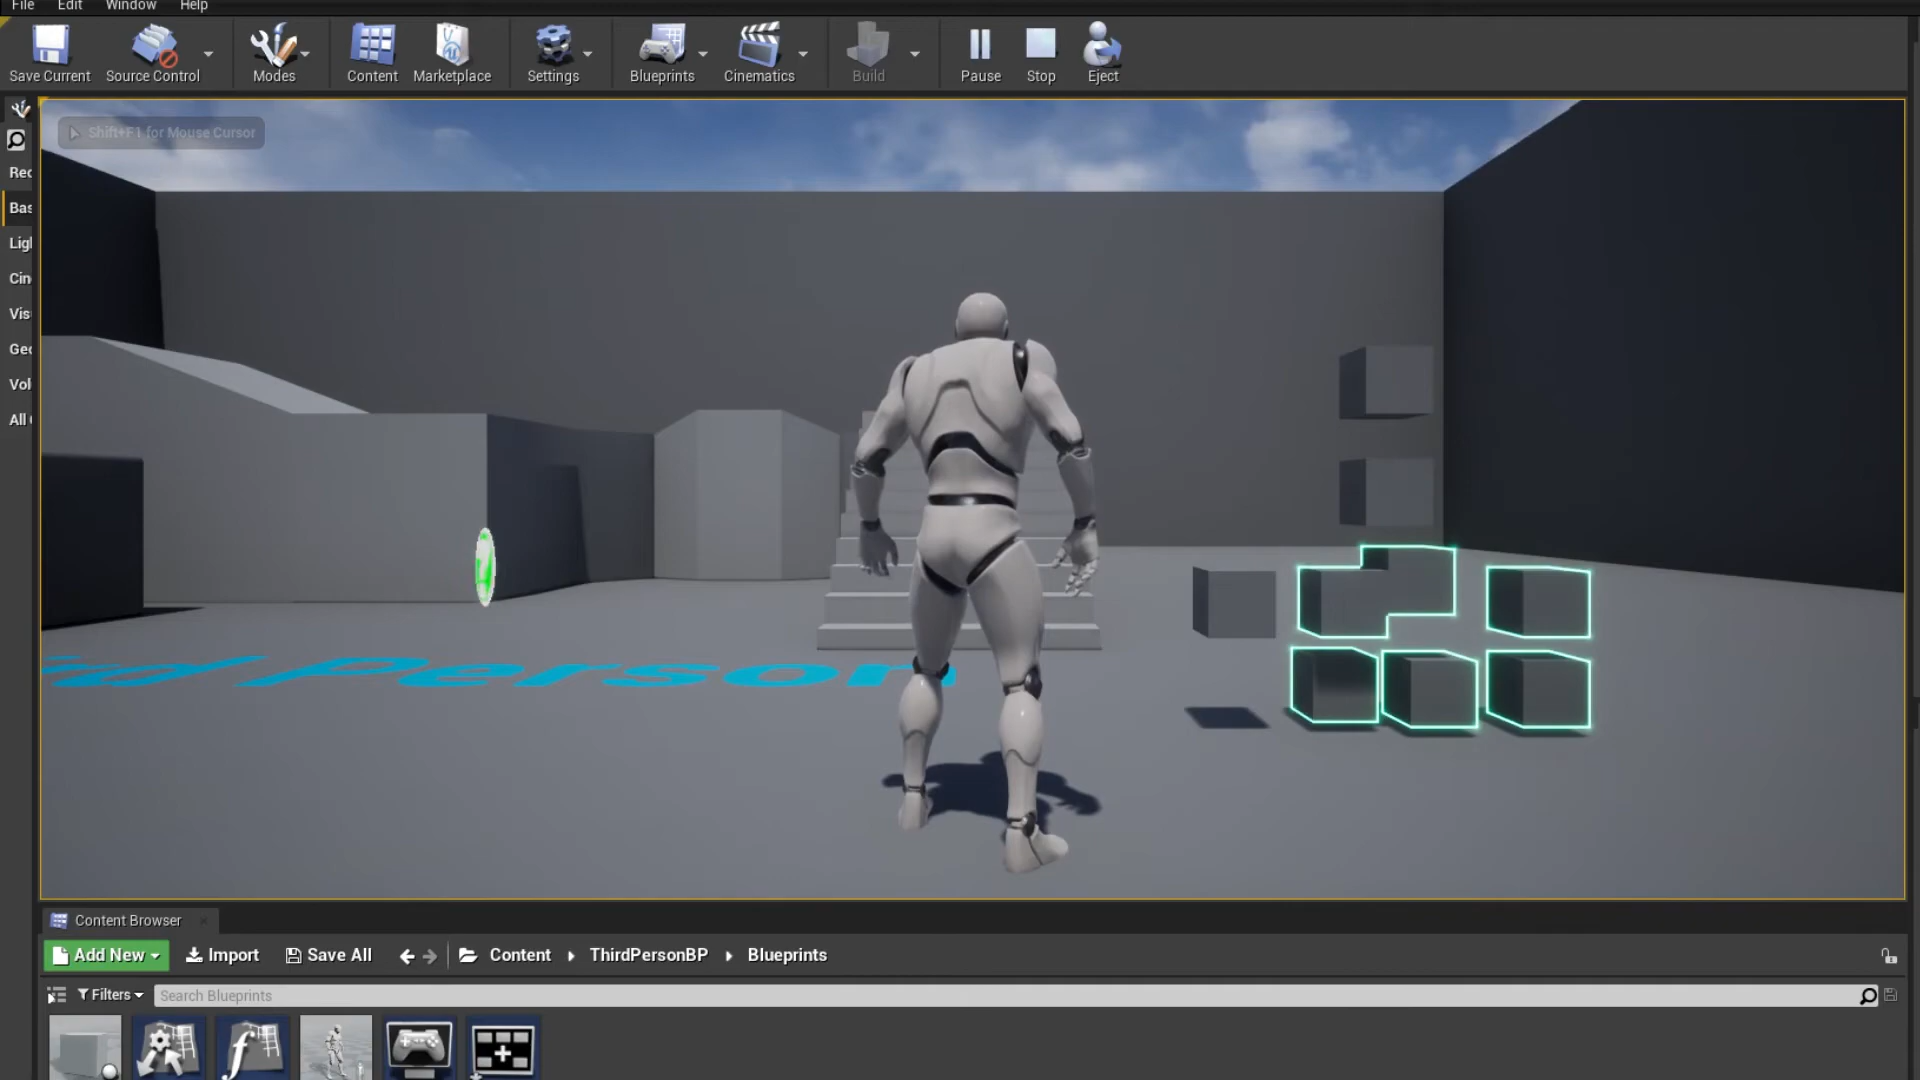 File Edit Window Help
Save Current Source Control Modes Content Marketplace Settings Blueprints Cinematics Build Pause Stop Eject
Shift+F1 for Mouse Cursor
Rec
Bas
Ligl
Cin
Vis
Geo
Vol
All
person
Content Browser
Add New Import Save All Content ThirdPersonBP Blueprints
Filters Search Blueprints